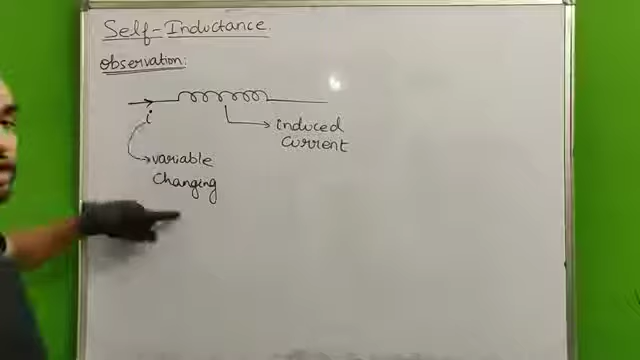 Self-Inductance.
Observation:
i
induced
current
variable
changing